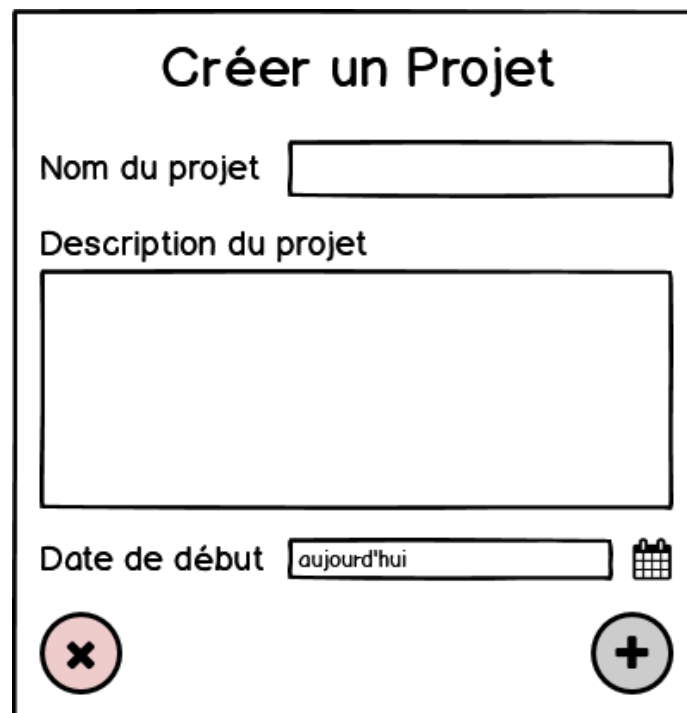 Créer un Projet
Nom du projet
Description du projet
Date de début aujourd'hui